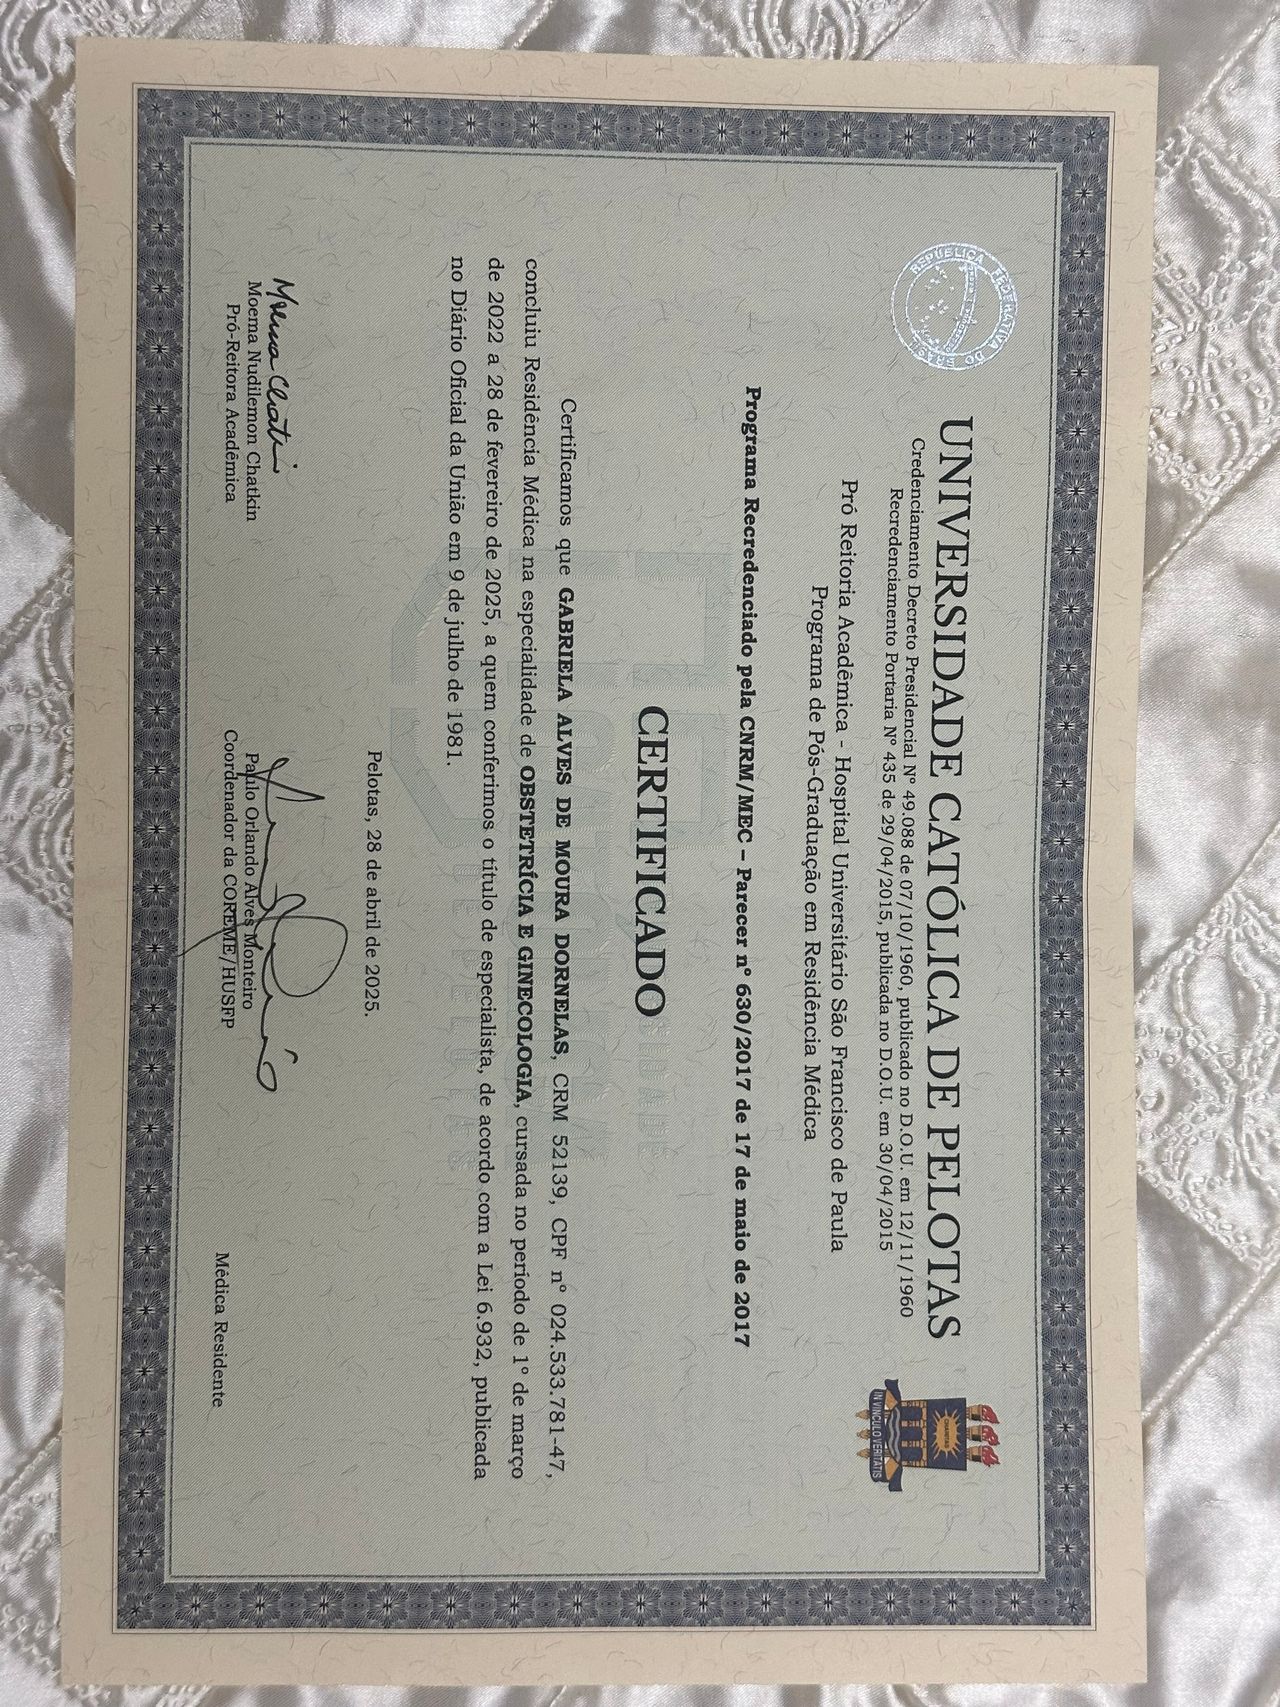 REPÚBLICA FEDERATIVA DO BRASIL
UNIVERSIDADE CATÓLICA DE PELOTAS
Credenciamento Decreto Presidencial Nº 49.088 de 07/10/1960, publicado no D.O.U. em 12/11/1960
Recredenciamento Portaria Nº 435 de 29/04/2015, publicada no D.O.U. em 30/04/2015
IN VINCULO VERITATIS
Pró Reitoria Acadêmica - Hospital Universitário São Francisco de Paula
Programa de Pós-Graduação em Residência Médica
Programa Recredenciado pela CNRM/MEC – Parecer nº 630/2017 de 17 de maio de 2017
CERTIFICADO
Certificamos que GABRIELA ALVES DE MOURA DORNELAS, CRM 52139, CPF nº 024.533.781-47,
concluiu Residência Médica na especialidade de OBSTETRÍCIA E GINECOLOGIA, cursada no período de 1º de março
de 2022 a 28 de fevereiro de 2025, a quem conferimos o título de especialista, de acordo com a Lei 6.932, publicada
no Diário Oficial da União em 9 de julho de 1981.
Pelotas, 28 de abril de 2025.
Moema Nudilemon Chatkin
Pró-Reitora Acadêmica
Paulo Orlando Alves Monteiro
Coordenador da COREME/HUSFP
Médica Residente